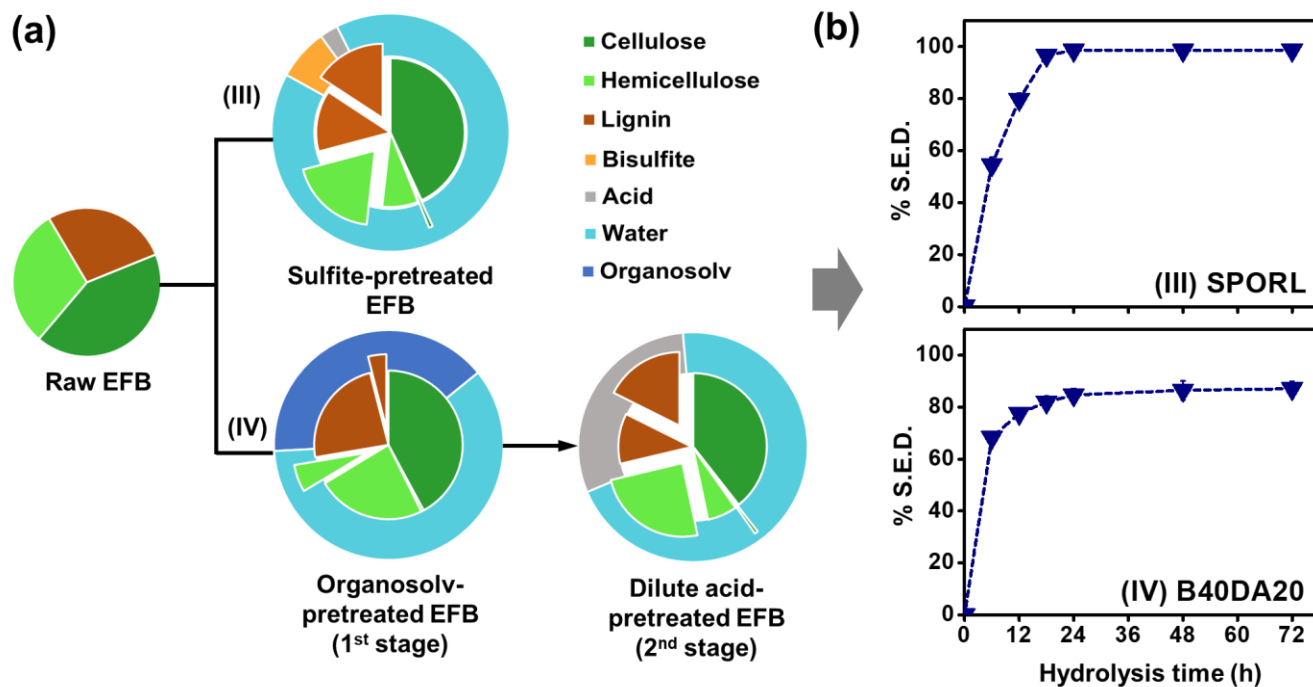 (a)
(III)
Sulfite-pretreated
EFB
Raw EFB
(IV)
Organosolv-
pretreated EFB
(1st stage)
Dilute acid-
pretreated EFB
(2nd stage)
Cellulose
Hemicellulose
Lignin
Bisulfite
Acid
Water
Organosolv
(b)
% S.E.D.
100
80
60
40
20
0
(III) SPORL
% S.E.D.
100
80
60
40
20
0
(IV) B40DA20
0 12 24 36 48 60 72
Hydrolysis time (h)